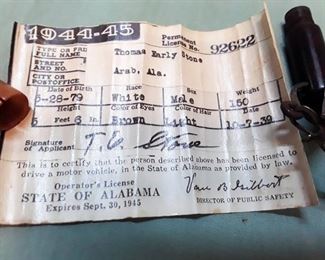 1944-45 Permanent License No. 92622
TYPE OR PRI
FULL NAME Thomas Early Stone
STREET
CITY OR POSTOFFICE Arab, Ala.
Date of Birth Race Sex Weight
-28-79 White Male 150
Height Color of Eyes Color of Hair Date
5 Feet 6 In. Brown Light 10-7-39
Signature of Applicant T. E. Stone
This is to certify that the person described above has been licensed to
drive a motor vehicle, in the State of Alabama as provided by law.
Operator's License
STATE OF ALABAMA
Expires Sept. 30, 1945
DIRECTOR OF PUBLIC SAFETY